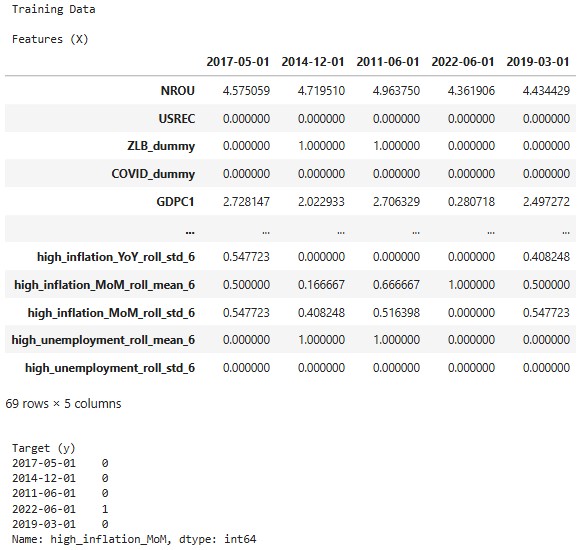 Training Data
Features (X)
2017-05-01 2014-12-01 2011-06-01 2022-06-01 2019-03-01
NROU 4.575059 4.719510 4.963750 4.361906 4.434429
USREC 0.000000 0.000000 0.000000 0.000000 0.000000
ZLB_dummy 0.000000 1.000000 1.000000 0.000000 0.000000
COVID_dummy 0.000000 0.000000 0.000000 0.000000 0.000000
GDPC1 2.728147 2.022933 2.706329 0.280718 2.497272
... ... ... ... ... ...
high_inflation_YoY_roll_std_6 0.547723 0.000000 0.000000 0.000000 0.408248
high_inflation_MoM_roll_mean_6 0.500000 0.166667 0.666667 1.000000 0.500000
high_inflation_MoM_roll_std_6 0.547723 0.408248 0.516398 0.000000 0.547723
high_unemployment_roll_mean_6 0.000000 1.000000 1.000000 0.000000 0.000000
high_unemployment_roll_std_6 0.000000 0.000000 0.000000 0.000000 0.000000
69 rows × 5 columns
Target (y)
2017-05-01 0
2014-12-01 0
2011-06-01 0
2022-06-01 1
2019-03-01 0
Name: high_inflation_MoM, dtype: int64